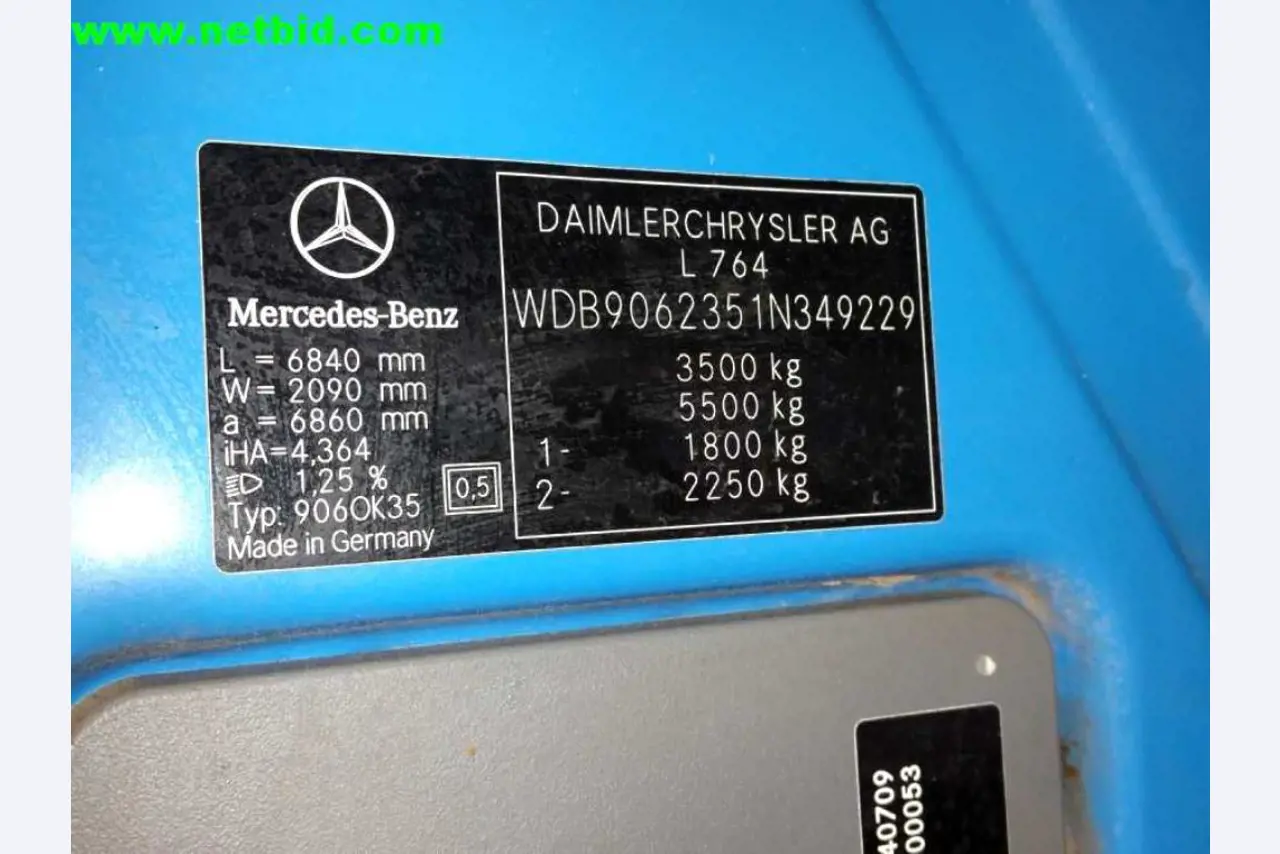 www.netbid.com
Mercedes-Benz
L = 6840 mm
W = 2090 mm
a = 6860 mm
iHA=4,364
1,25 %
Typ: 906OK35
Made in Germany
0,5
DAIMLERCHRYSLER AG
L 764
WDB9062351N349229
3500 kg
5500 kg
1- 1800 kg
2- 2250 kg
40709
00053